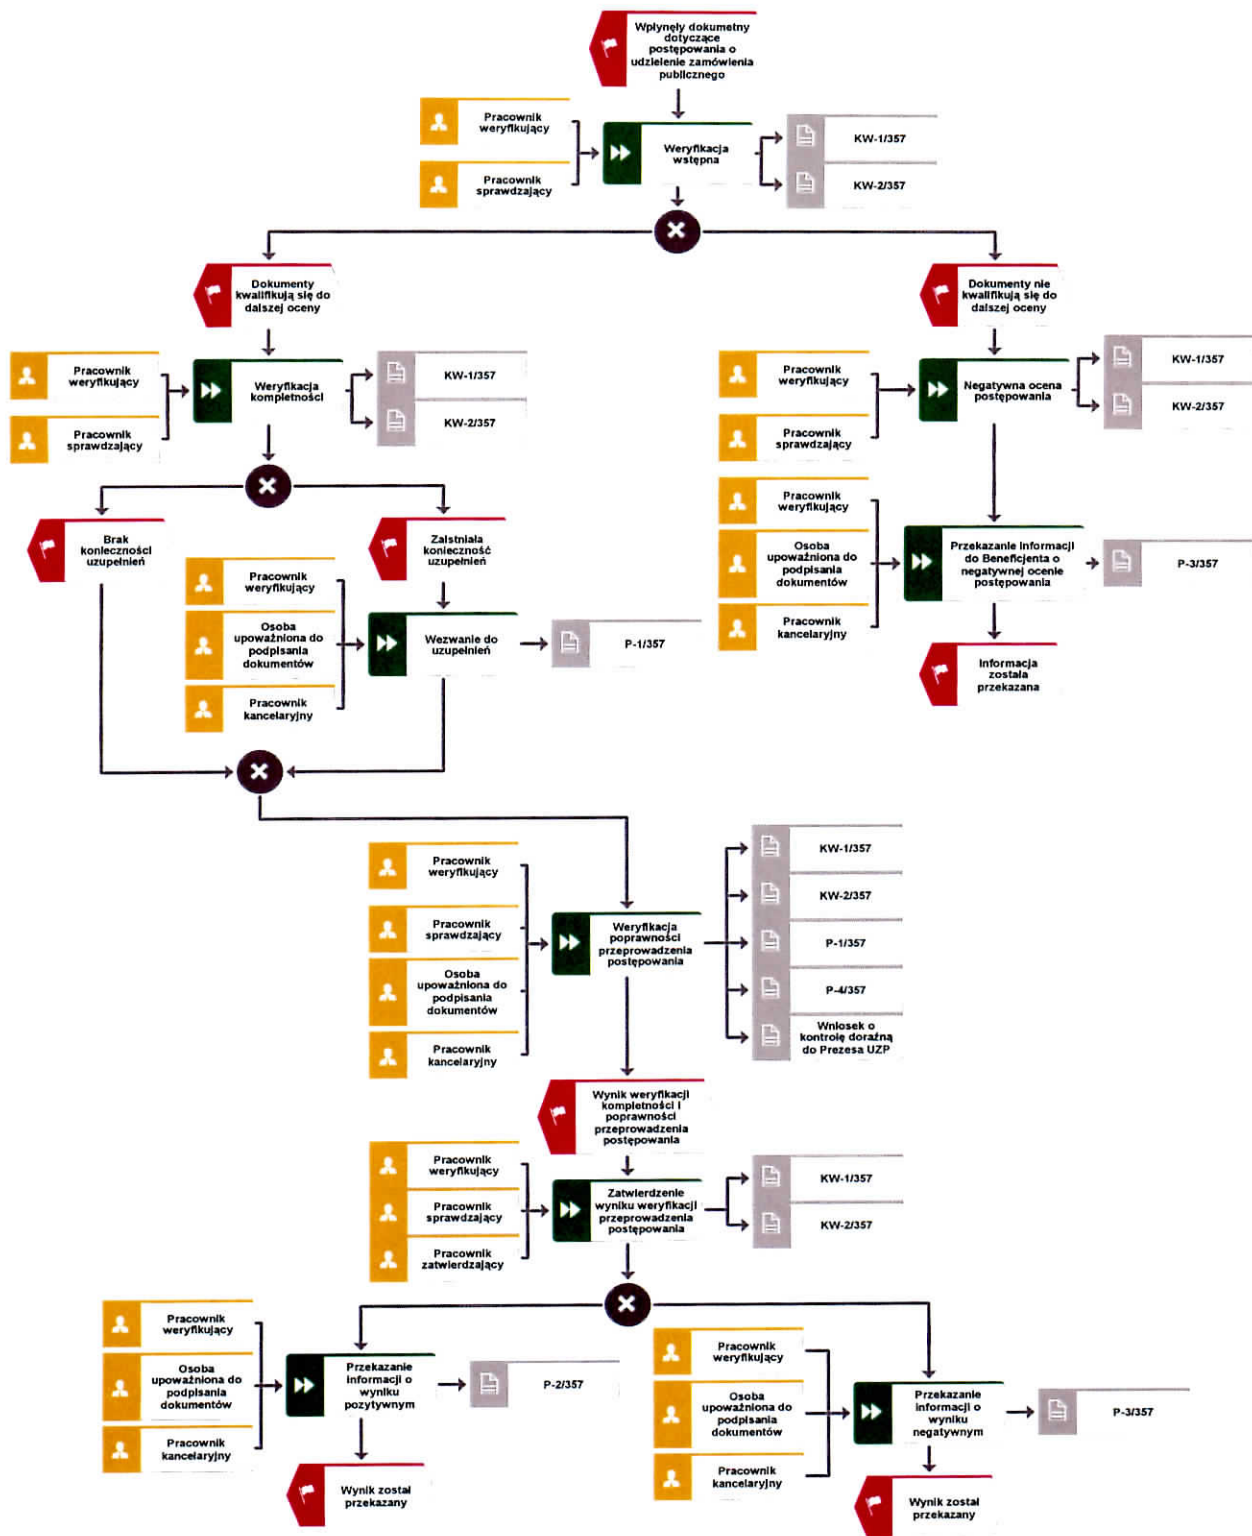 Wpłynęły dokumetny
dotyczące
postępowania o
udzielenie zamówienia
publicznego
Pracownik
weryfikujący
Pracownik
sprawdzający
Weryfikacja
wstępna
KW-1/357
KW-2/357
Dokumenty
kwalifikują się do
dalszej oceny
Dokumenty nie
kwalifikują się do
dalszej oceny
Pracownik
weryfikujący
Pracownik
sprawdzający
Weryfikacja
kompletności
KW-1/357
KW-2/357
Pracownik
weryfikujący
Pracownik
sprawdzający
Negatywna ocena
postępowania
KW-1/357
KW-2/357
Brak
konieczności
uzupełnień
Zaistniała
konieczność
uzupełnień
Pracownik
weryfikujący
Osoba
upoważniona do
podpisania
dokumentów
Pracownik
kancelaryjny
Wezwanie do
uzupełnień
P-1/357
Pracownik
weryfikujący
Osoba
upoważniona do
podpisania
dokumentów
Pracownik
kancelaryjny
Przekazanie informacji
do Beneficjenta o
negatywnej ocenie
postępowania
P-3/357
Informacja
została
przekazana
Pracownik
weryfikujący
Pracownik
sprawdzający
Osoba
upoważniona do
podpisania
dokumentów
Pracownik
kancelaryjny
Weryfikacja
poprawności
przeprowadzenia
postępowania
KW-1/357
KW-2/357
P-1/357
P-4/357
Wniosek o
kontrolę doraźną
do Prezesa UZP
Wynik weryfikacji
kompletności i
poprawności
przeprowadzenia
postępowania
Pracownik
weryfikujący
Pracownik
sprawdzający
Pracownik
zatwierdzający
Zatwierdzenie
wyniku weryfikacji
przeprowadzenia
postępowania
KW-1/357
KW-2/357
Pracownik
weryfikujący
Osoba
upoważniona do
podpisania
dokumentów
Pracownik
kancelaryjny
Przekazanie
informacji o
wyniku
pozytywnym
P-2/357
Wynik został
przekazany
Pracownik
weryfikujący
Osoba
upoważniona do
podpisania
dokumentów
Pracownik
kancelaryjny
Przekazanie
informacji o
wyniku
negatywnym
P-3/357
Wynik został
przekazany